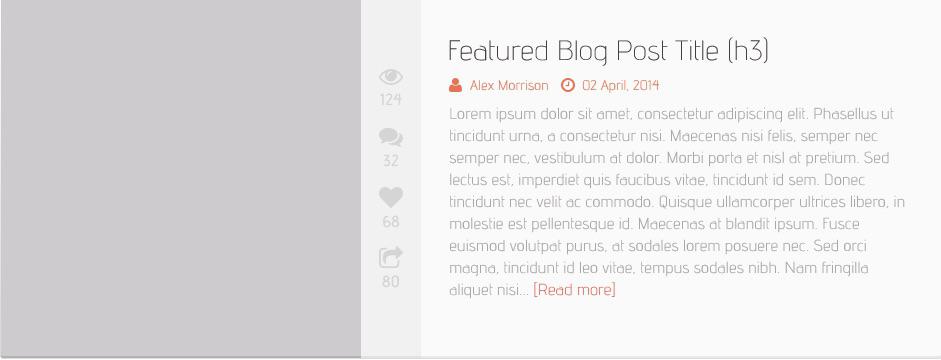 124
32
68
80
Featured Blog Post Title (h3)
Alex Morrison 02 April, 2014
Lorem ipsum dolor sit amet, consectetur adipiscing elit. Phasellus ut
tincidunt urna, a consectetur nisi. Maecenas nisi felis, semper nec
semper nec, vestibulum at dolor. Morbi porta et nisl at pretium. Sed
lectus est, imperdiet quis faucibus vitae, tincidunt id sem. Donec
tincidunt nec velit ac commodo. Quisque ullamcorper ultrices libero, in
molestie est pellentesque id. Maecenas at blandit ipsum. Fusce
euismod volutpat purus, at sodales lorem posuere nec. Sed orci
magna, tincidunt id leo vitae, tempus sodales nibh. Nam fringilla
aliquet nisi... [Read more]